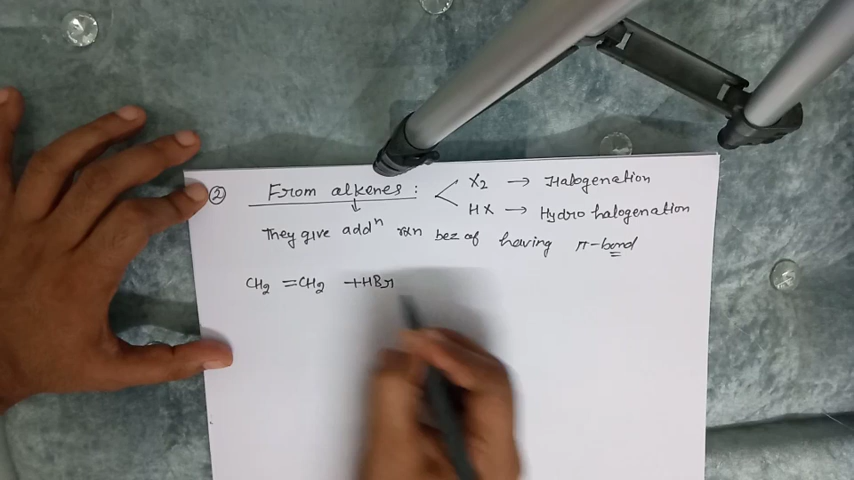 ② From alkenes : X2 → Halogenation
↓ HX → Hydro halogenation
They give addⁿ rxn bcz of having π-bond
CH₂ =CH₂ +HBr